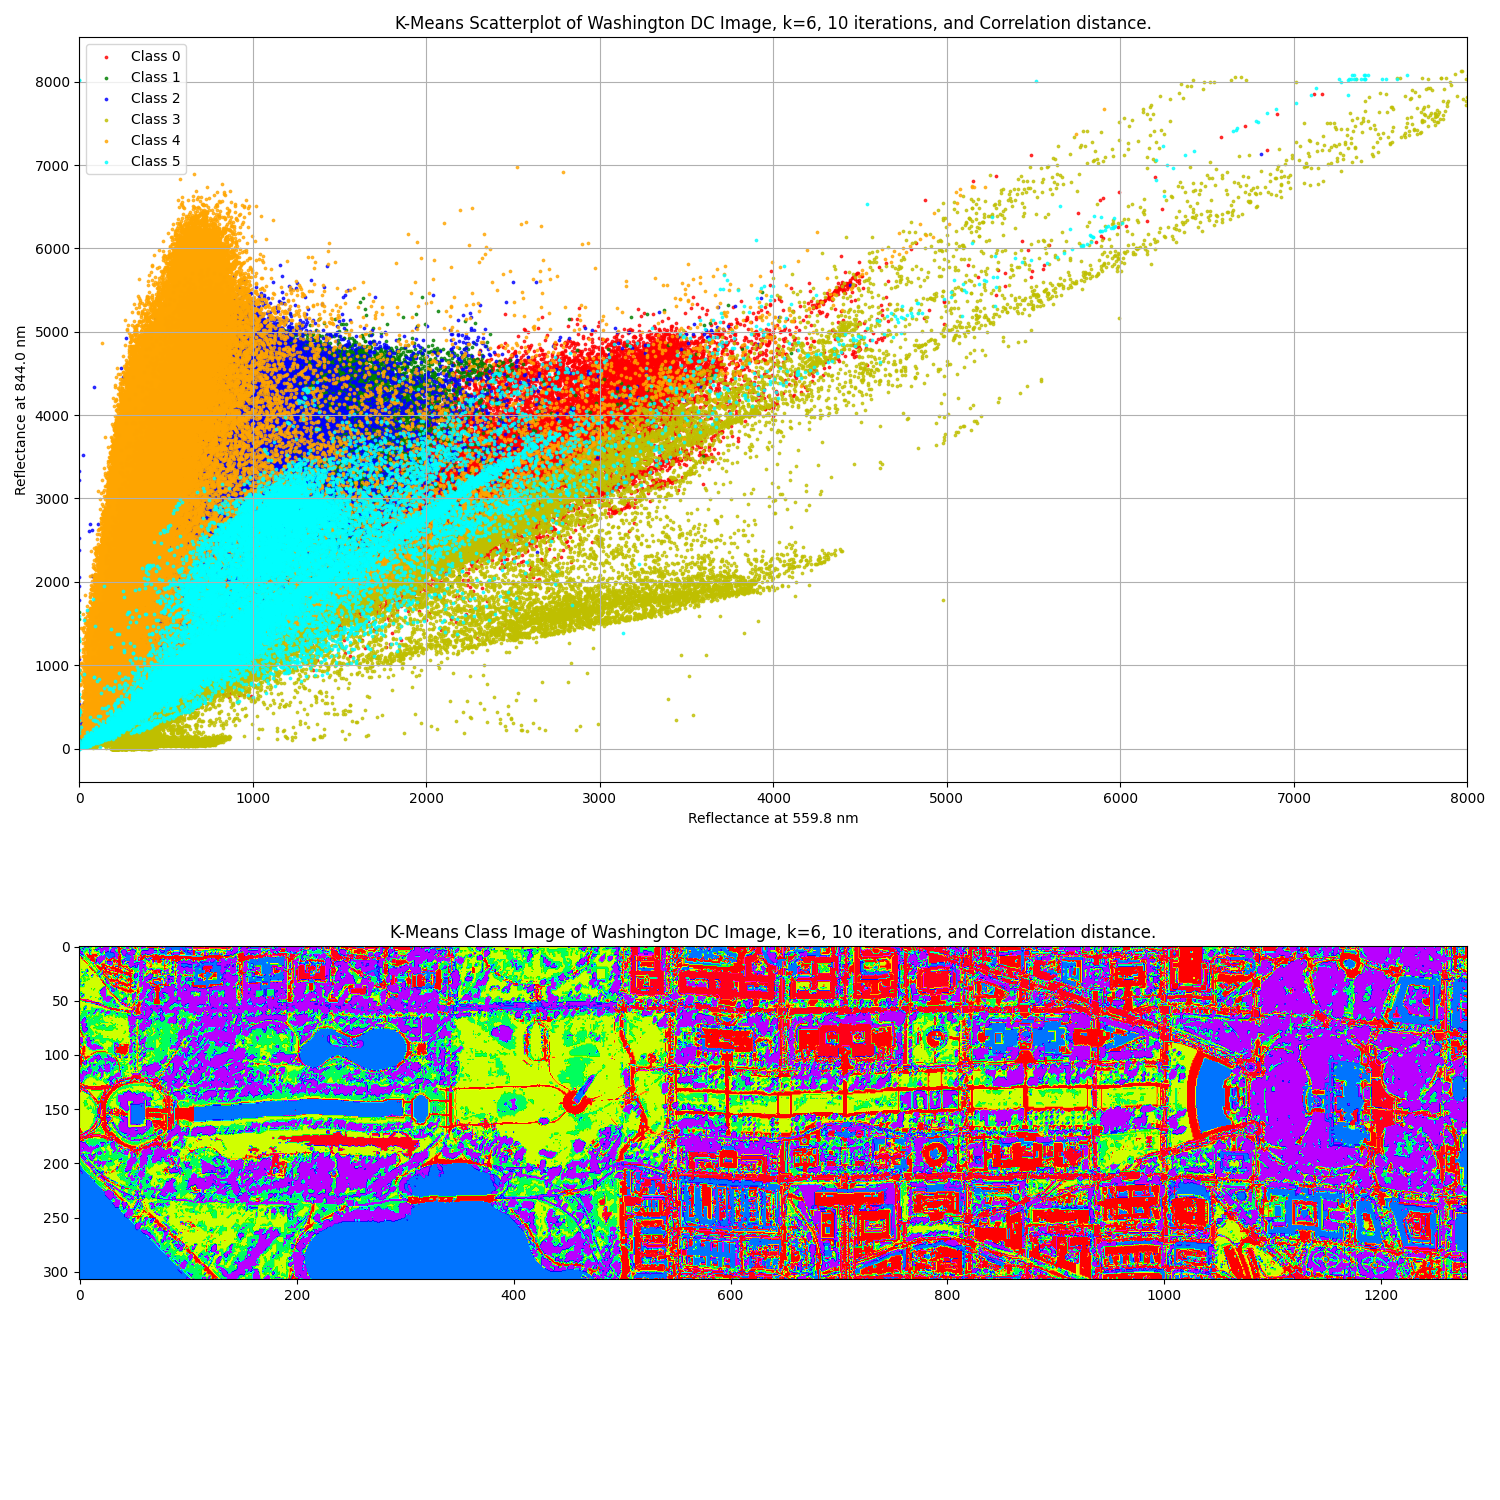 K-Means Scatterplot of Washington DC Image, k=6, 10 iterations, and Correlation distance.
Class 0
Class 1
Class 2
Class 3
Class 4
Class 5
8000
7000
6000
5000
4000
3000
2000
1000
0
Reflectance at 844.0 nm
0 1000 2000 3000 4000 5000 6000 7000 8000
Reflectance at 559.8 nm
K-Means Class Image of Washington DC Image, k=6, 10 iterations, and Correlation distance.
0
50
100
150
200
250
300
0 200 400 600 800 1000 1200